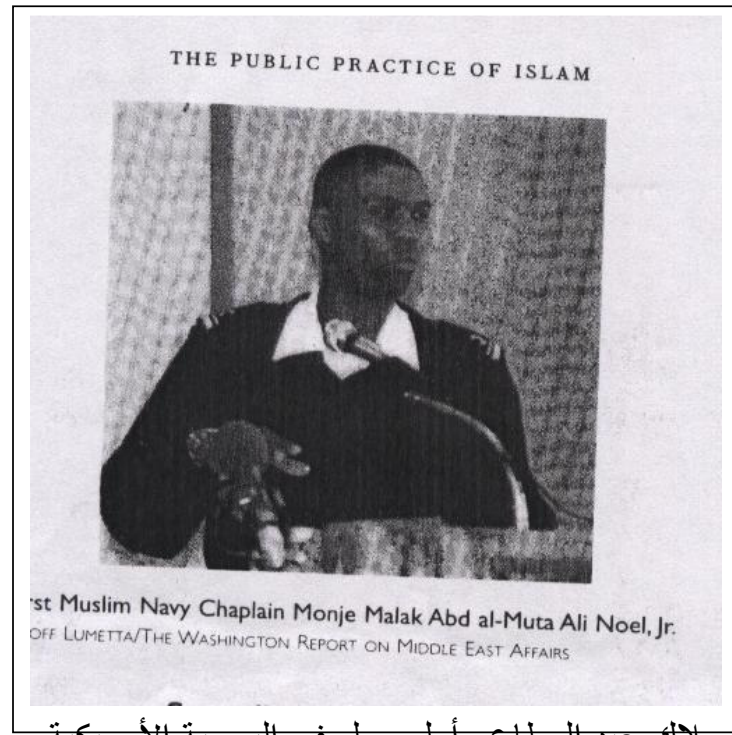 THE PUBLIC PRACTICE OF ISLAM
rst Muslim Navy Chaplain Monje Malak Abd al-Muta Ali Noel, Jr.
OFF LUMETTA/THE WASHINGTON REPORT ON MIDDLE EAST AFFAIRS